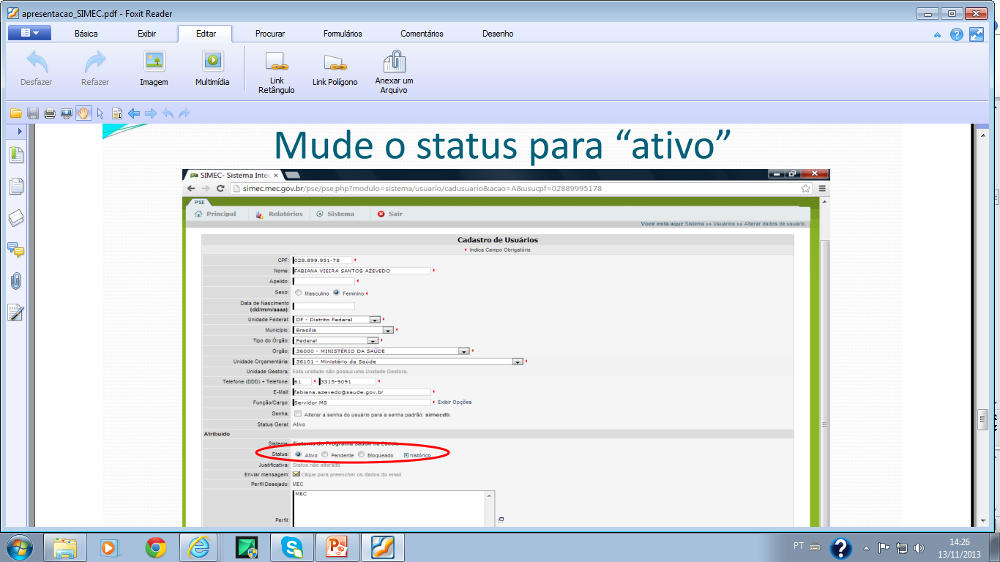 apresentacao_SIMEC.pdf - Foxit Reader
Básica Exibir Editar Procurar Formulários Comentários Desenho
Desfazer Refazer Imagem Multimídia Link Retângulo Link Polígono Anexar um Arquivo
Mude o status para “ativo”
SIMEC- Sistema Inte
simec.mec.gov.br/pse/pse.php?modulo=sistema/usuario/cadusuario&acao=A&usucpf=02889995178
PSE
Principal Relatórios Sistema Sair
Você está aqui: Sistema »» Usuários »» Alterar dados de usuário
Cadastro de Usuários
Indica Campo Obrigatório.
CPF: 028.899.951-78
Nome: FABIANA VIEIRA SANTOS AZEVEDO
Apelido:
Sexo: Masculino Feminino
Data de Nascimento
(dd/mm/aaaa):
Unidade Federal: DF - Distrito Federal
Município: Brasília
Tipo do Órgão: Federal
Órgão: 36000 - MINISTÉRIO DA SAÚDE
Unidade Orçamentária: 36101 - Ministério da Saúde
Unidade Gestora: Esta unidade não possui uma Unidade Gestora.
Telefone (DDD) + Telefone: 61 3315-9091
E-Mail: fabiana.azevedo@saude.gov.br
Função/Cargo: Servidor MS Exibir Opções
Senha: Alterar a senha do usuário para a senha padrão: simecdti.
Status Geral: Ativo
Atribuido
Sistema: Sistema do Programa Saúde na Escola
Status: Ativo Pendente Bloqueado histórico
Justificativa: Status não alterado.
Enviar mensagem: Clique para preencher os dados do email
Perfil Desejado: MEC
MEC
Perfil
PT
14:26
13/11/2013